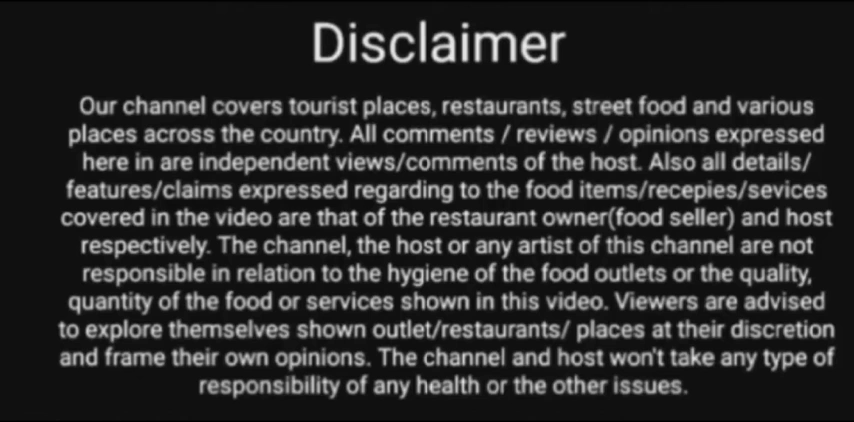 Disclaimer
Our channel covers tourist places, restaurants, street food and various
places across the country. All comments / reviews / opinions expressed
here in are independent views/comments of the host. Also all details/
features/claims expressed regarding to the food items/recepies/sevices
covered in the video are that of the restaurant owner(food seller) and host
respectively. The channel, the host or any artist of this channel are not
responsible in relation to the hygiene of the food outlets or the quality,
quantity of the food or services shown in this video. Viewers are advised
to explore themselves shown outlet/restaurants/ places at their discretion
and frame their own opinions. The channel and host won't take any type of
responsibility of any health or the other issues.